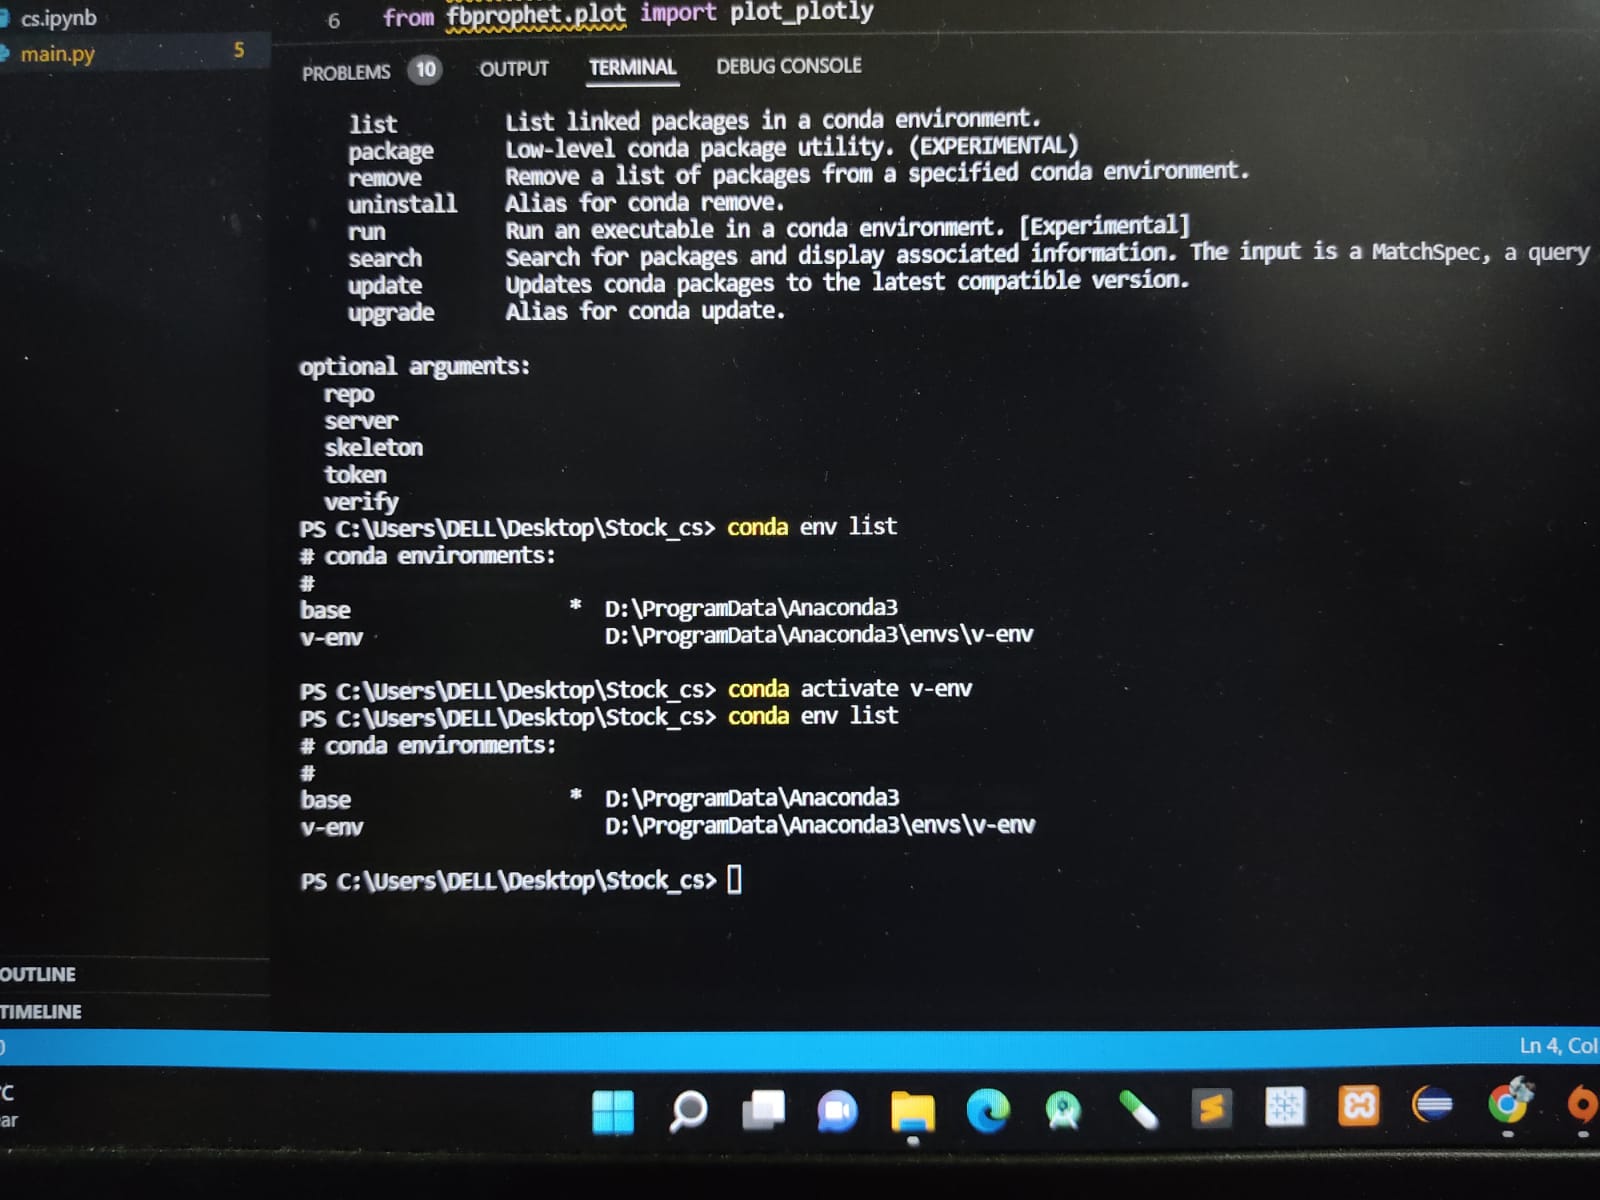 cs.ipynb
6 from fbprophet.plot import plot_plotly
main.py 5
PROBLEMS 10 OUTPUT TERMINAL DEBUG CONSOLE
list List linked packages in a conda environment.
package Low-level conda package utility. (EXPERIMENTAL)
remove Remove a list of packages from a specified conda environment.
uninstall Alias for conda remove.
run Run an executable in a conda environment. [Experimental]
search Search for packages and display associated information. The input is a MatchSpec, a query
update Updates conda packages to the latest compatible version.
upgrade Alias for conda update.
optional arguments:
repo
server
skeleton
token
verify
PS C:\Users\DELL\Desktop\Stock_cs> conda env list
# conda environments:
#
base * D:\ProgramData\Anaconda3
v-env D:\ProgramData\Anaconda3\envs\v-env
PS C:\Users\DELL\Desktop\Stock_cs> conda activate v-env
PS C:\Users\DELL\Desktop\Stock_cs> conda env list
# conda environments:
#
base * D:\ProgramData\Anaconda3
v-env D:\ProgramData\Anaconda3\envs\v-env
PS C:\Users\DELL\Desktop\Stock_cs>
OUTLINE
TIMELINE
Ln 4, Col